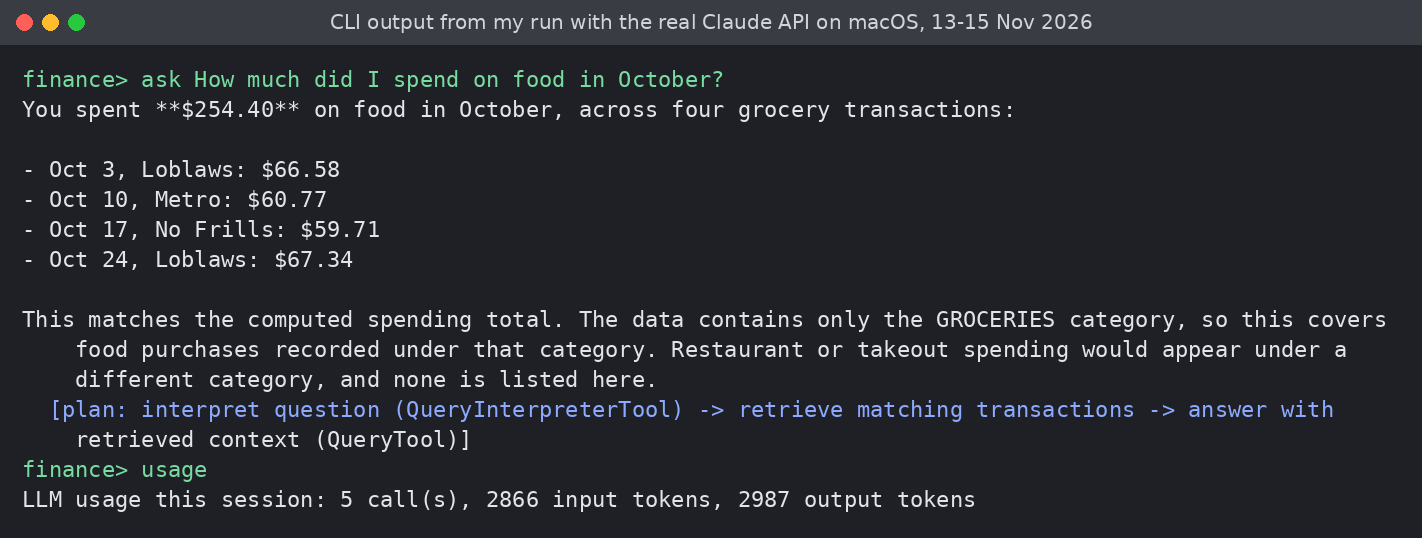 CLI output from my run with the real Claude API on macOS, 13-15 Nov 2026
finance> ask How much did I spend on food in October?
You spent **$254.40** on food in October, across four grocery transactions:
- Oct 3, Loblaws: $66.58
- Oct 10, Metro: $60.77
- Oct 17, No Frills: $59.71
- Oct 24, Loblaws: $67.34
This matches the computed spending total. The data contains only the GROCERIES category, so this covers
food purchases recorded under that category. Restaurant or takeout spending would appear under a
different category, and none is listed here.
[plan: interpret question (QueryInterpreterTool) -> retrieve matching transactions -> answer with
retrieved context (QueryTool)]
finance> usage
LLM usage this session: 5 call(s), 2866 input tokens, 2987 output tokens